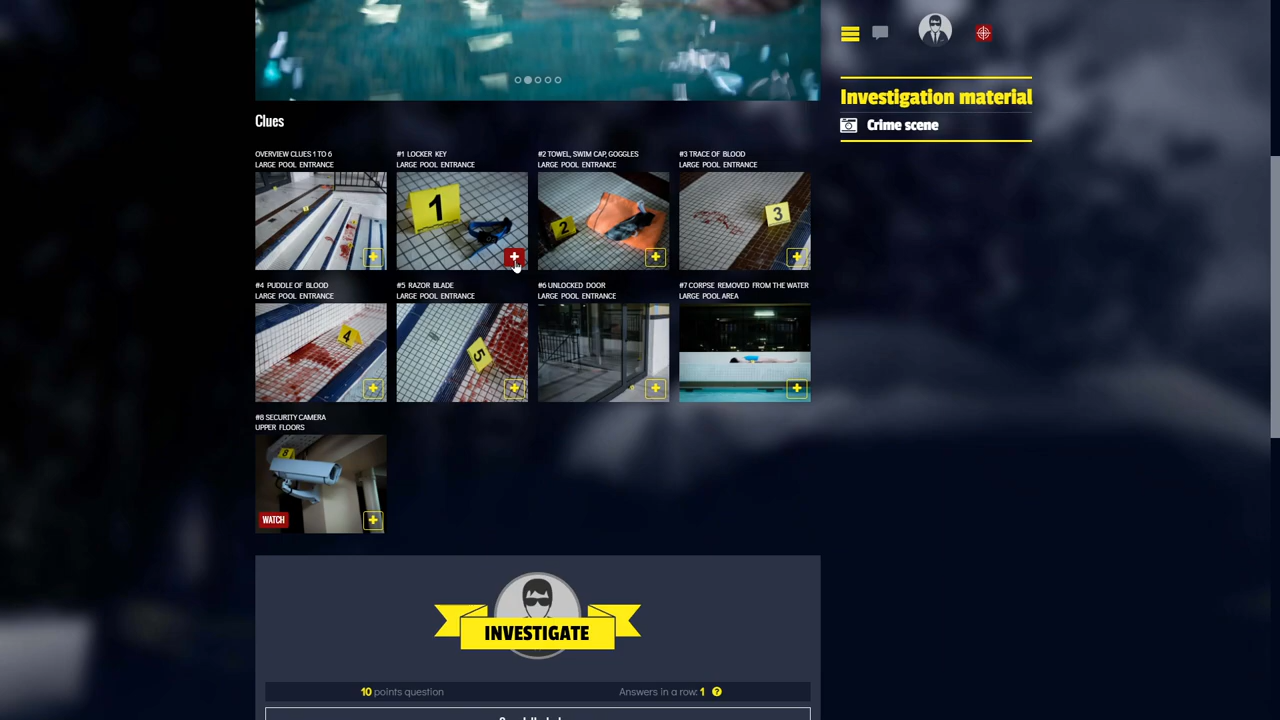 Investigation material
Crime scene
Clues
OVERVIEW CLUES 1 TO 6
LARGE POOL ENTRANCE
#1 LOCKER KEY
LARGE POOL ENTRANCE
1
#2 TOWEL, SWIM CAP, GOGGLES
LARGE POOL ENTRANCE
2
#3 TRACE OF BLOOD
LARGE POOL ENTRANCE
3
#4 PUDDLE OF BLOOD
LARGE POOL ENTRANCE
4
#5 RAZOR BLADE
LARGE POOL ENTRANCE
5
#6 UNLOCKED DOOR
LARGE POOL ENTRANCE
#7 CORPSE REMOVED FROM THE WATER
LARGE POOL AREA
#8 SECURITY CAMERA
UPPER FLOORS
8
WATCH
INVESTIGATE
10 points question
Answers in a row: 1 ?